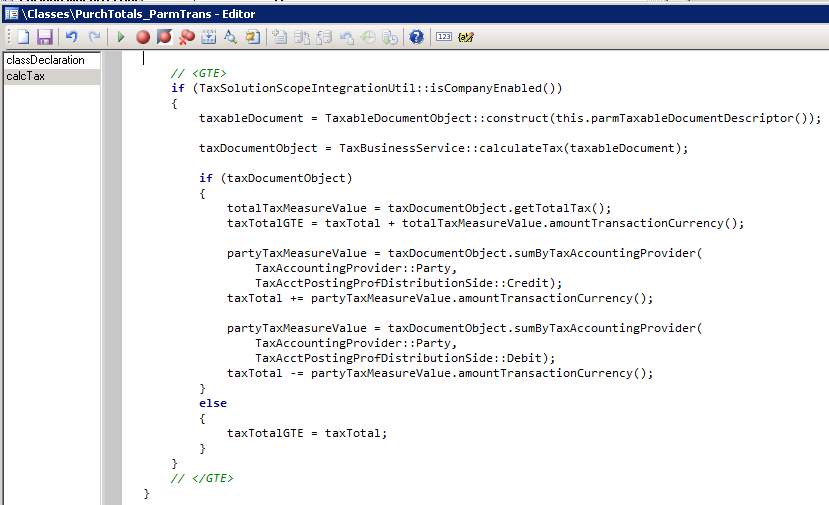 \Classes\PurchTotals_ParmTrans - Editor
classDeclaration
calcTax
// <GTE>
if (TaxSolutionScopeIntegrationUtil::isCompanyEnabled())
{
taxableDocument = TaxableDocumentObject::construct(this.parmTaxableDocumentDescriptor());
taxDocumentObject = TaxBusinessService::calculateTax(taxableDocument);
if (taxDocumentObject)
{
totalTaxMeasureValue = taxDocumentObject.getTotalTax();
taxTotalGTE = taxTotal + totalTaxMeasureValue.amountTransactionCurrency();
partyTaxMeasureValue = taxDocumentObject.sumByTaxAccountingProvider(
TaxAccountingProvider::Party,
TaxAcctPostingProfDistributionSide::Credit);
taxTotal += partyTaxMeasureValue.amountTransactionCurrency();
partyTaxMeasureValue = taxDocumentObject.sumByTaxAccountingProvider(
TaxAccountingProvider::Party,
TaxAcctPostingProfDistributionSide::Debit);
taxTotal -= partyTaxMeasureValue.amountTransactionCurrency();
}
else
{
taxTotalGTE = taxTotal;
}
}
// </GTE>
}